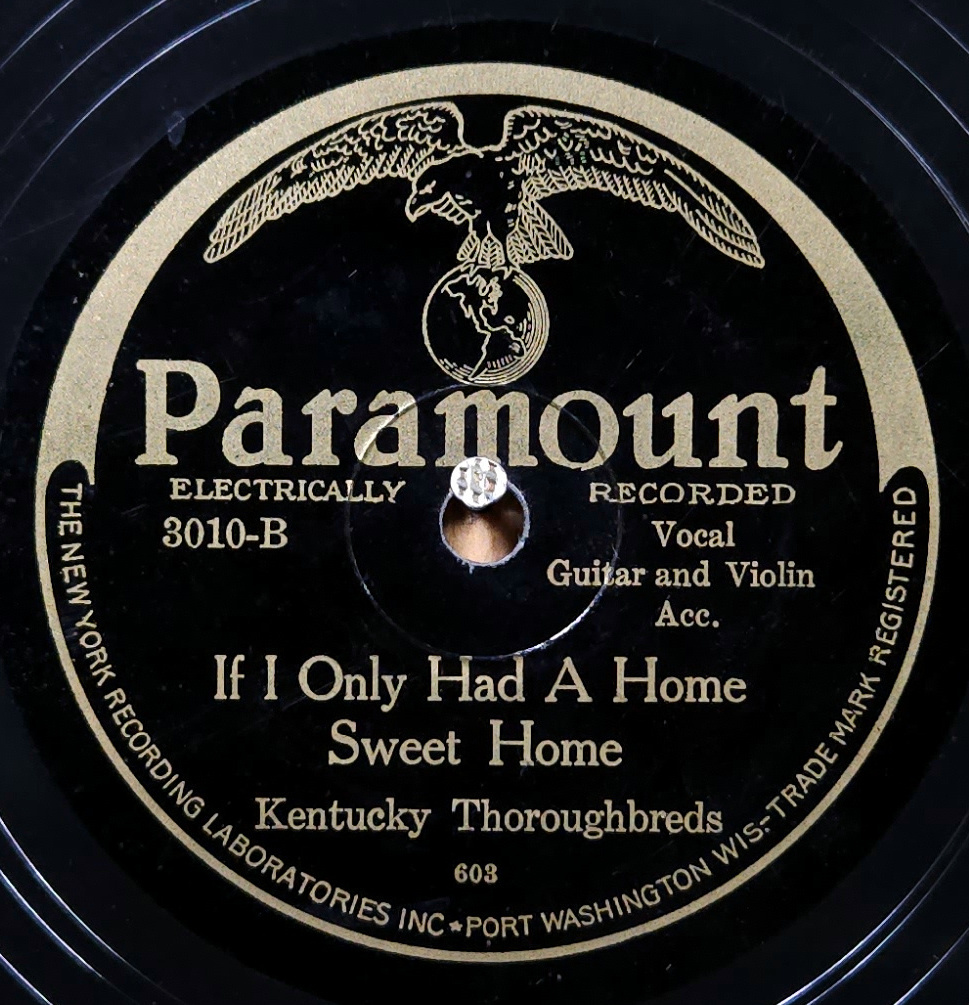 Paramount
ELECTRICALLY RECORDED
3010-B
Vocal
Guitar and Violin
Acc.
If I Only Had A Home
Sweet Home
Kentucky Thoroughbreds
603
THE NEW YORK RECORDING LABORATORIES INC★PORT WASHINGTON WIS.-TRADE MARK REGISTERED